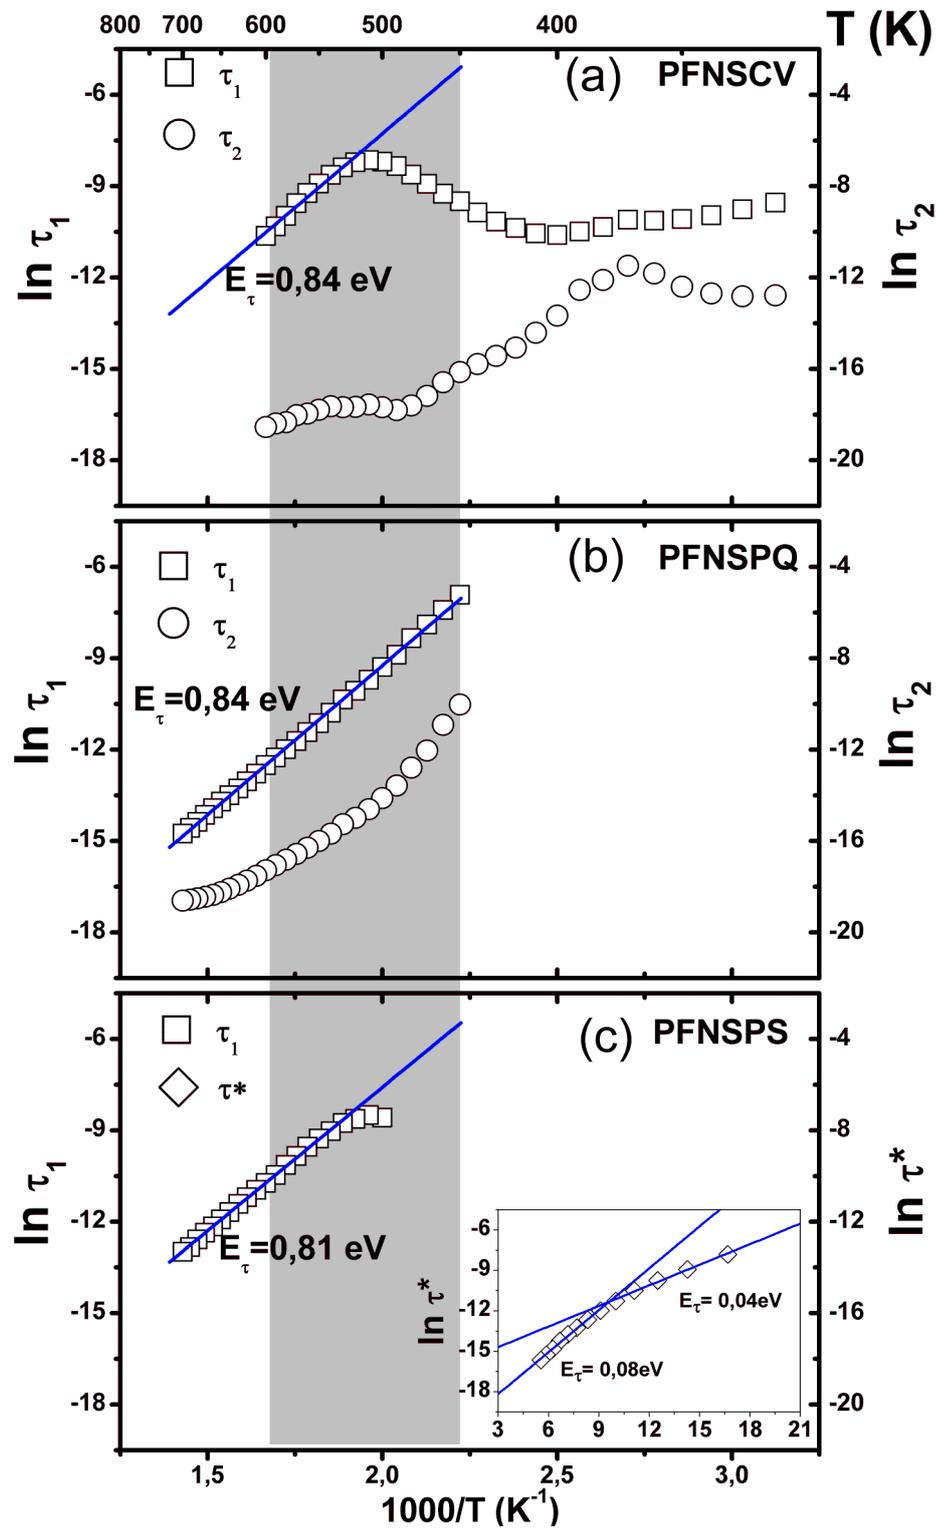 800 700 600 500 400 T (K)
(a) PFNSCV
τ1
τ2
-6
-9
-12
-15
-18
ln τ1
-4
-8
-12
-16
-20
ln τ2
Eτ=0,84 eV
(b) PFNSPQ
τ1
τ2
-6
-9
-12
-15
-18
ln τ1
-4
-8
-12
-16
-20
ln τ2
Eτ=0,84 eV
(c) PFNSPS
τ1
τ*
-6
-9
-12
-15
-18
ln τ1
-4
-8
-12
-16
-20
ln τ*
Eτ=0,81 eV
-6
-9
-12
-15
-18
ln τ*
Eτ= 0,04eV
Eτ= 0,08eV
3 6 9 12 15 18 21
1,5 2,0 2,5 3,0
1000/T (K-1)